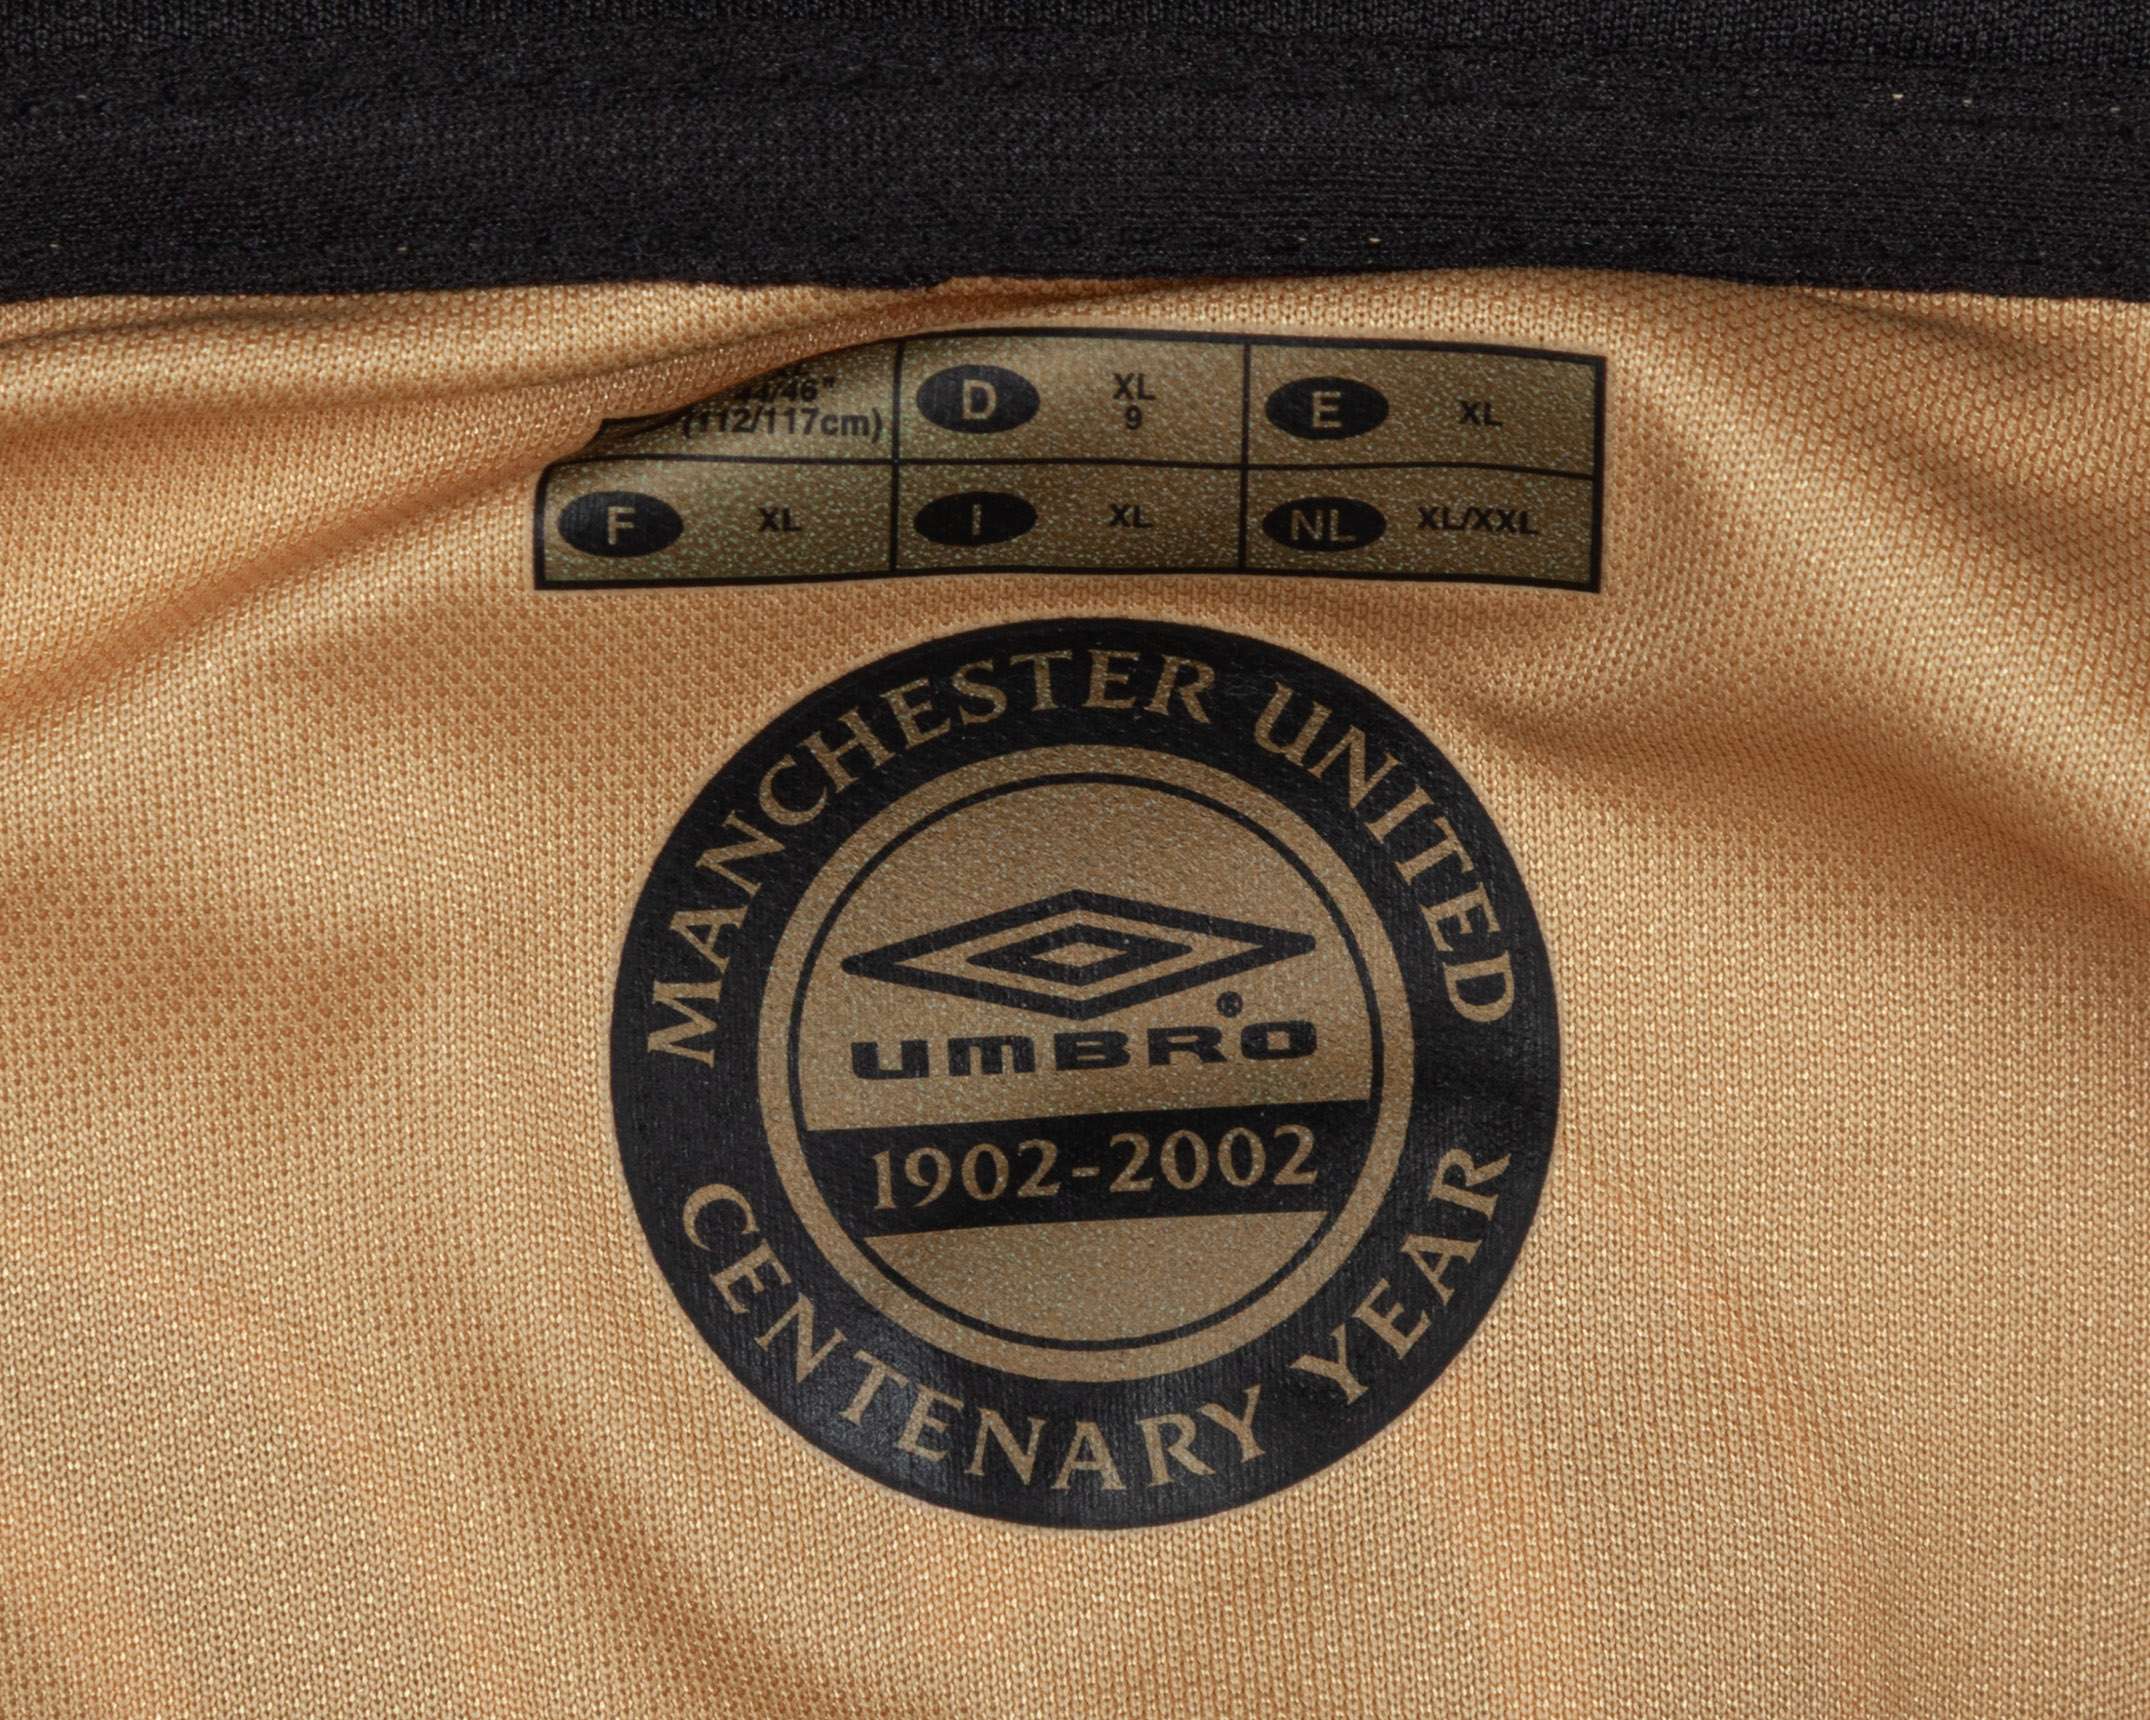 44/46"
(112/117cm)
D XL
9
E XL
F XL
I XL
NL XL/XXL
MANCHESTER UNITED
UMBRO®
1902-2002
CENTENARY YEAR